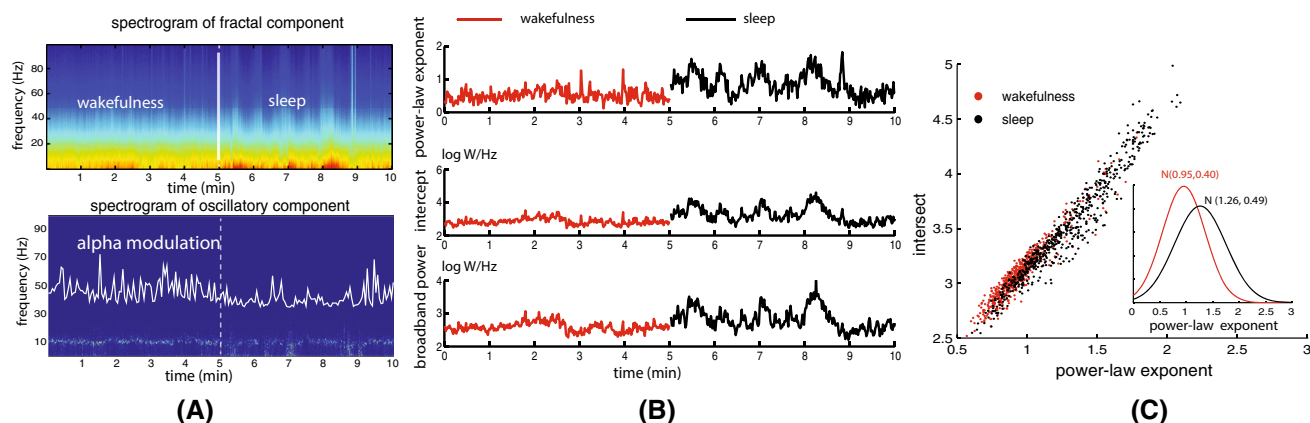 spectrogram of fractal component
frequency (Hz)
80
60
40
20
wakefulness
sleep
1 2 3 4 5 6 7 8 9 10
time (min)
spectrogram of oscillatory component
frequency (Hz)
90
70
50
30
10
alpha modulation
1 2 3 4 5 6 7 8 9 10
time (min)
(A)
wakefulness
sleep
power-law exponent
2
1
0
0 1 2 3 4 5 6 7 8 9 10
log W/Hz
intercept
6
4
2
0 1 2 3 4 5 6 7 8 9 10
log W/Hz
broadband power
4
3
2
0 1 2 3 4 5 6 7 8 9 10
time (min)
(B)
intersect
5
4.5
4
3.5
3
2.5
wakefulness
sleep
N(0.95,0.40)
N (1.26, 0.49)
0 0.5 1 1.5 2 2.5 3
power-law exponent
0.5 1 1.5 2 2.5 3
power-law exponent
(C)